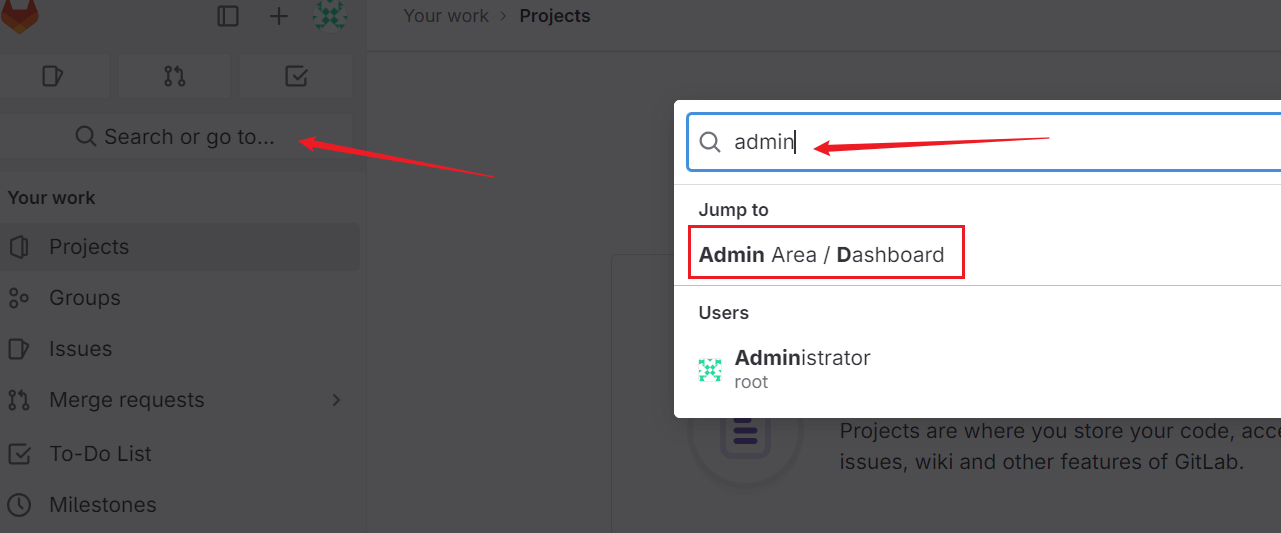 Your work › Projects
Search or go to...
Your work
Projects
Groups
Issues
Merge requests
To-Do List
Milestones
admin
Jump to
Admin Area / Dashboard
Users
Administrator
root
Projects are where you store your code,
issues, wiki and other features of GitLab.